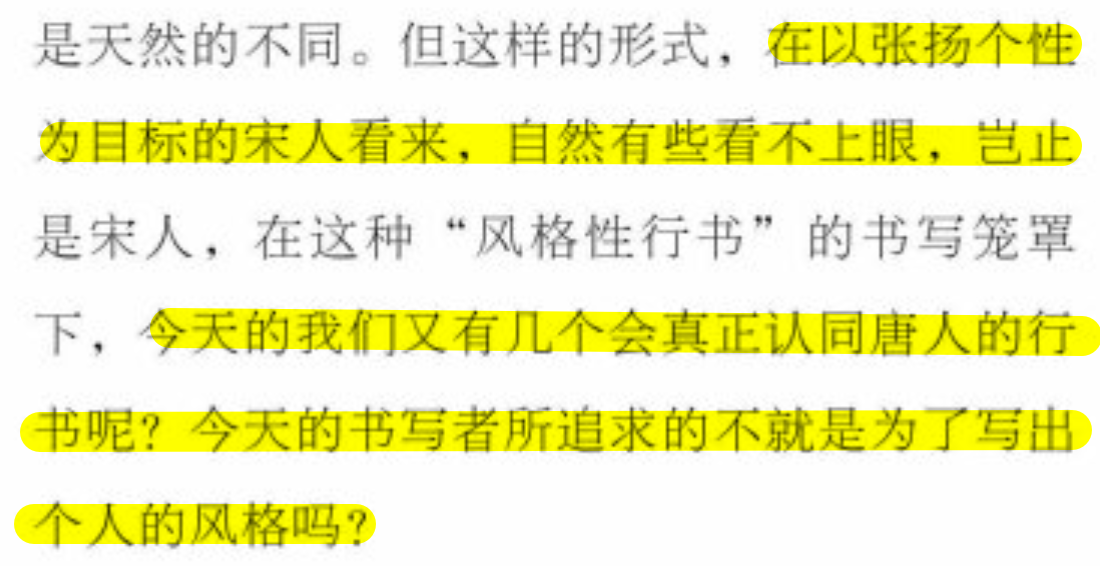 是天然的不同。但这样的形式，在以张扬个性
为目标的宋人看来，自然有些看不上眼，岂止
是宋人，在这种“风格性行书”的书写笼罩
下，今天的我们又有几个会真正认同唐人的行
书呢？今天的书写者所追求的不就是为了写出
个人的风格吗？